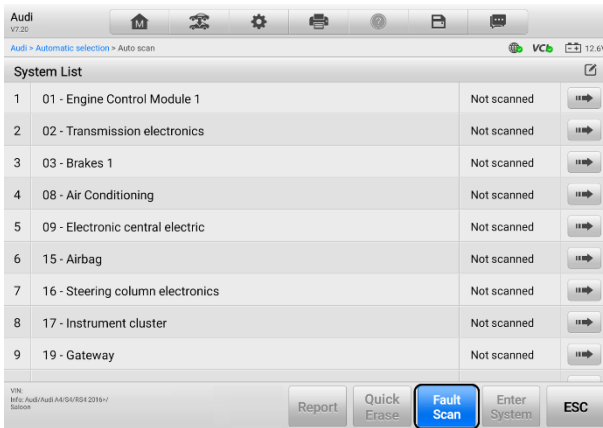 Audi
V7.20
M
?
Audi > Automatic selection > Auto scan
VCI
12.6V
System List
1 01 - Engine Control Module 1 Not scanned
2 02 - Transmission electronics Not scanned
3 03 - Brakes 1 Not scanned
4 08 - Air Conditioning Not scanned
5 09 - Electronic central electric Not scanned
6 15 - Airbag Not scanned
7 16 - Steering column electronics Not scanned
8 17 - Instrument cluster Not scanned
9 19 - Gateway Not scanned
VIN:
Info: Audi/Audi A4/S4/RS4 2016>/
Saloon
Report
Quick
Erase
Fault
Scan
Enter
System
ESC